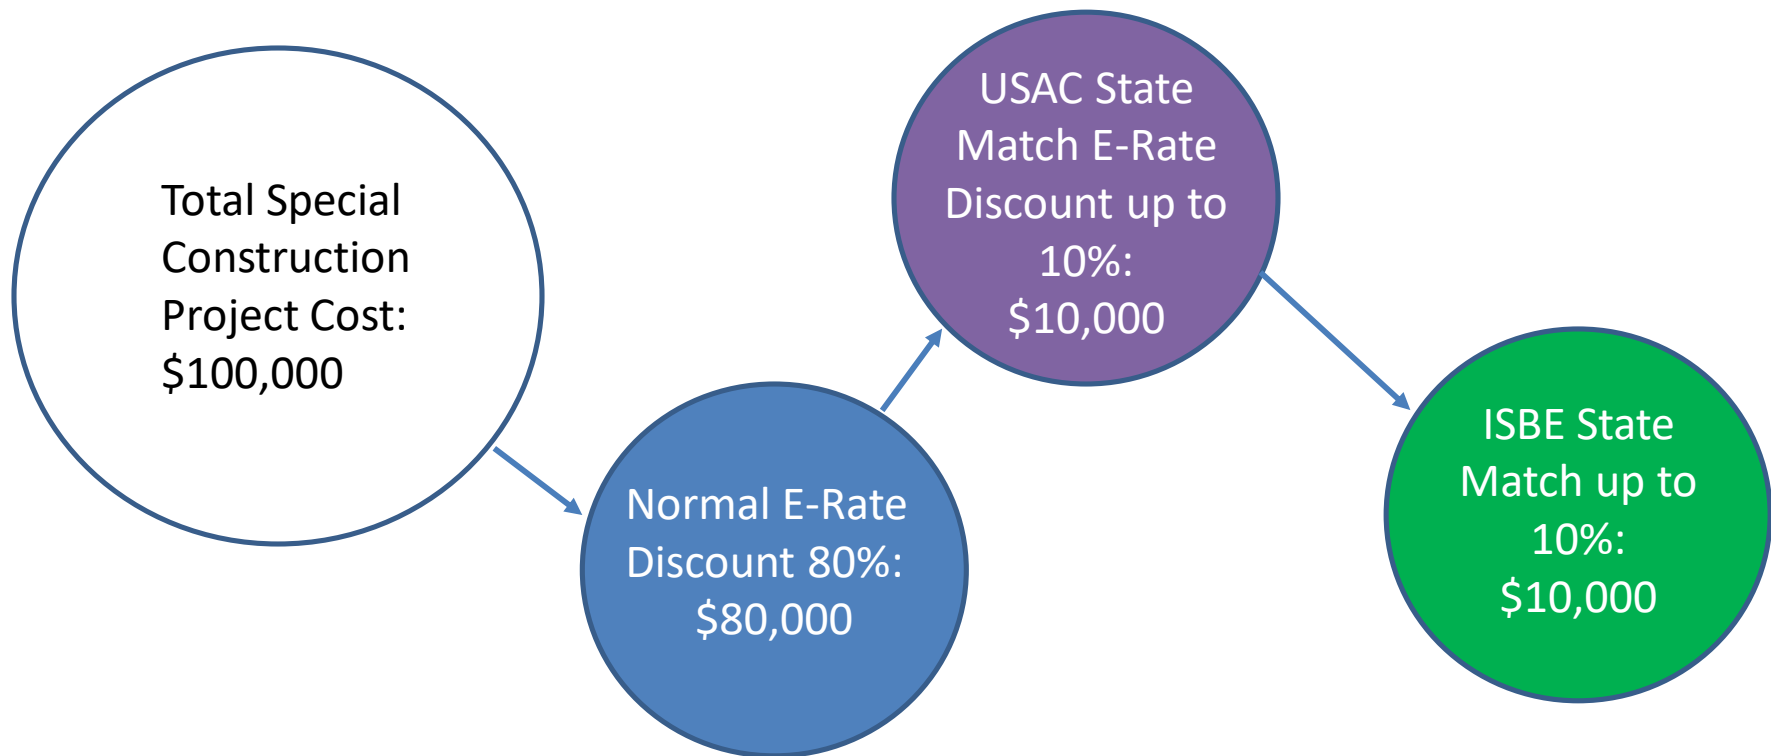 Total Special
Construction
Project Cost:
$100,000
Normal E-Rate
Discount 80%:
$80,000
USAC State
Match E-Rate
Discount up to
10%:
$10,000
ISBE State
Match up to
10%:
$10,000